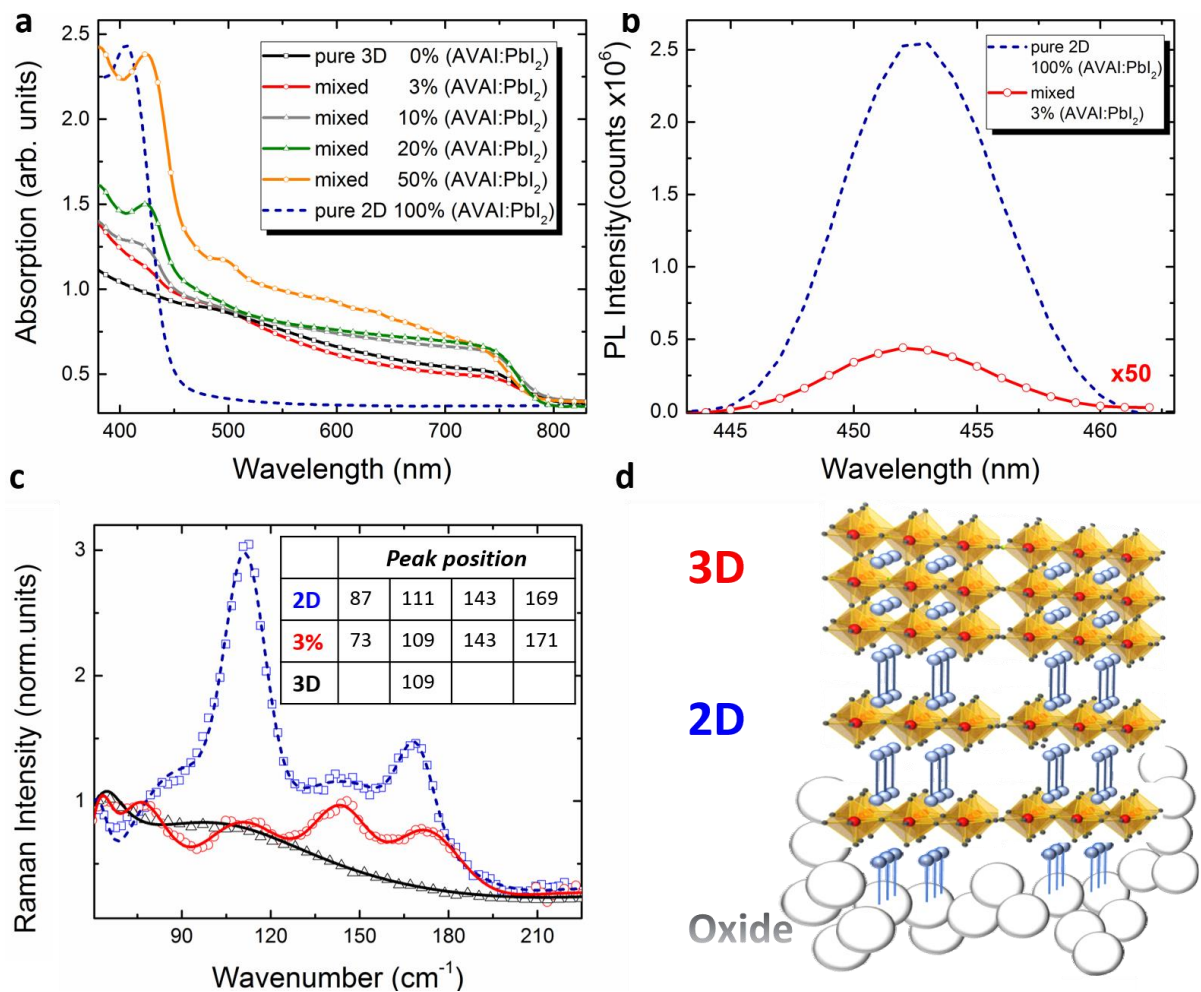 a
Absorption (arb. units)
2.5
2.0
1.5
1.0
0.5
pure 3D 0% (AVAI:PbI₂)
mixed 3% (AVAI:PbI₂)
mixed 10% (AVAI:PbI₂)
mixed 20% (AVAI:PbI₂)
mixed 50% (AVAI:PbI₂)
pure 2D 100% (AVAI:PbI₂)
400 500 600 700 800
Wavelength (nm)
b
PL Intensity(counts x10⁶)
2.5
2.0
1.5
1.0
0.5
0.0
pure 2D
100% (AVAI:PbI₂)
mixed
3% (AVAI:PbI₂)
x50
445 450 455 460
Wavelength (nm)
c
Raman Intensity (norm.units)
3
2
1
Peak position
2D 87 111 143 169
3% 73 109 143 171
3D 109
90 120 150 180 210
Wavenumber (cm⁻¹)
d
3D
2D
Oxide